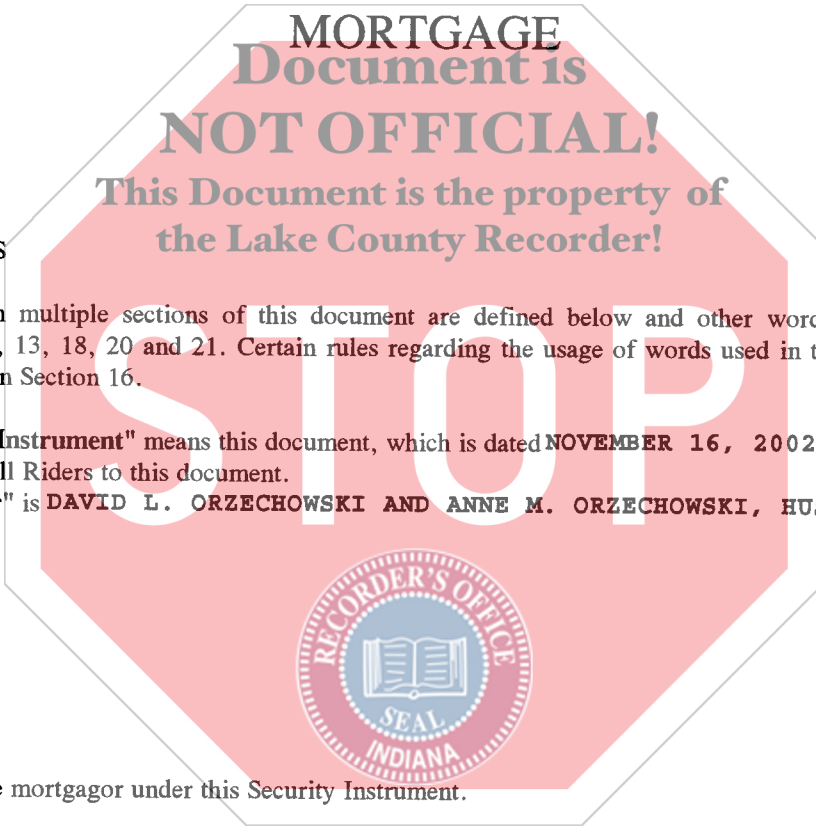 MORTGAGE
Document is
NOT OFFICIAL!
This Document is the property of
the Lake County Recorder!
S
n multiple sections of this document are defined below and other word
, 13, 18, 20 and 21. Certain rules regarding the usage of words used in t
n Section 16.
STOP
Instrument" means this document, which is dated NOVEMBER 16, 2002
ll Riders to this document.
" is DAVID L. ORZECHOWSKI AND ANNE M. ORZECHOWSKI, HUS
RECORDER'S OFFICE
SEAL
INDIANA
e mortgagor under this Security Instrument.